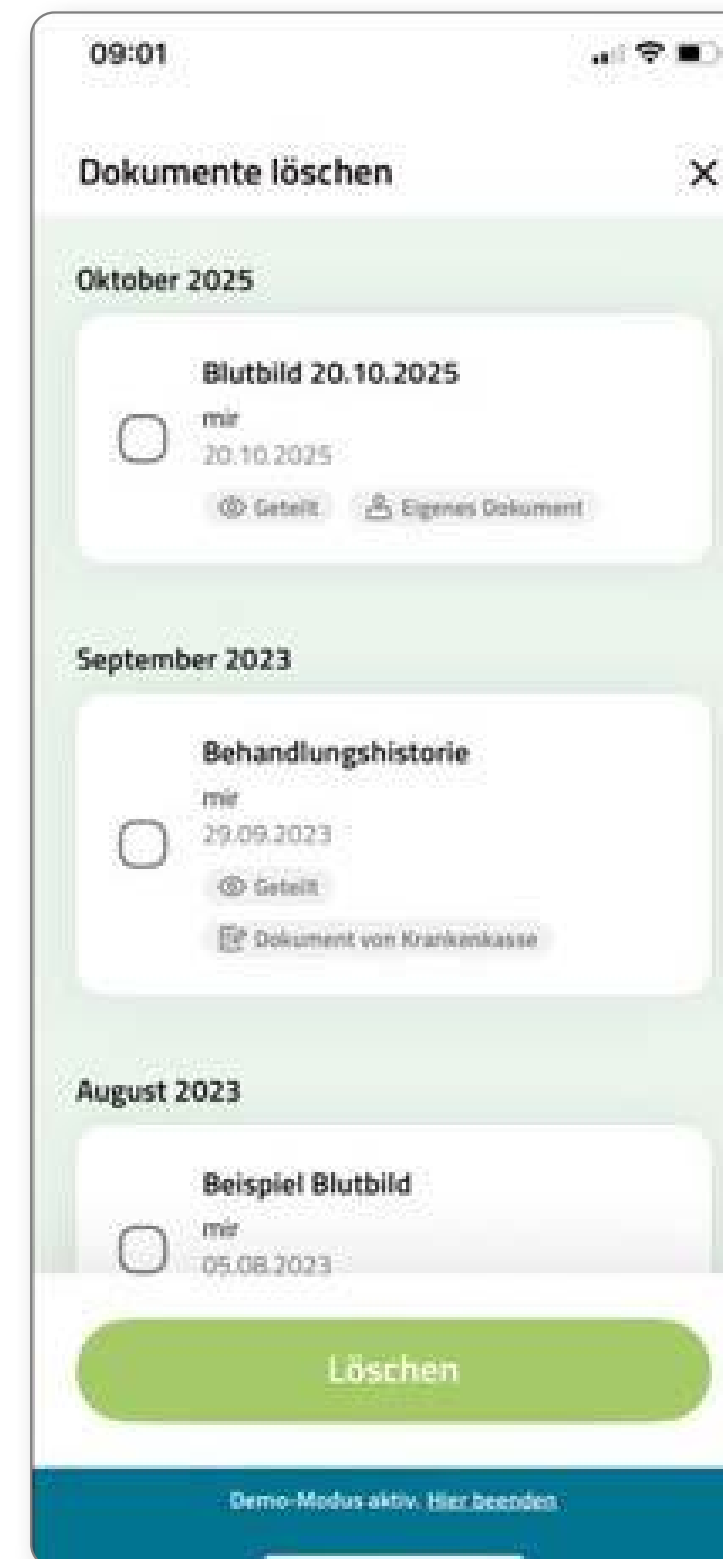 09:01
Dokumente löschen
Oktober 2025
Blutbild 20.10.2025
mir
20.10.2025
Geteilt Eigenes Dokument
September 2023
Behandlungshistorie
mir
29.09.2023
Geteilt
Dokument von Krankenkasse
August 2023
Beispiel Blutbild
mir
05.08.2023
Löschen
Demo-Modus aktiv. Hier beenden